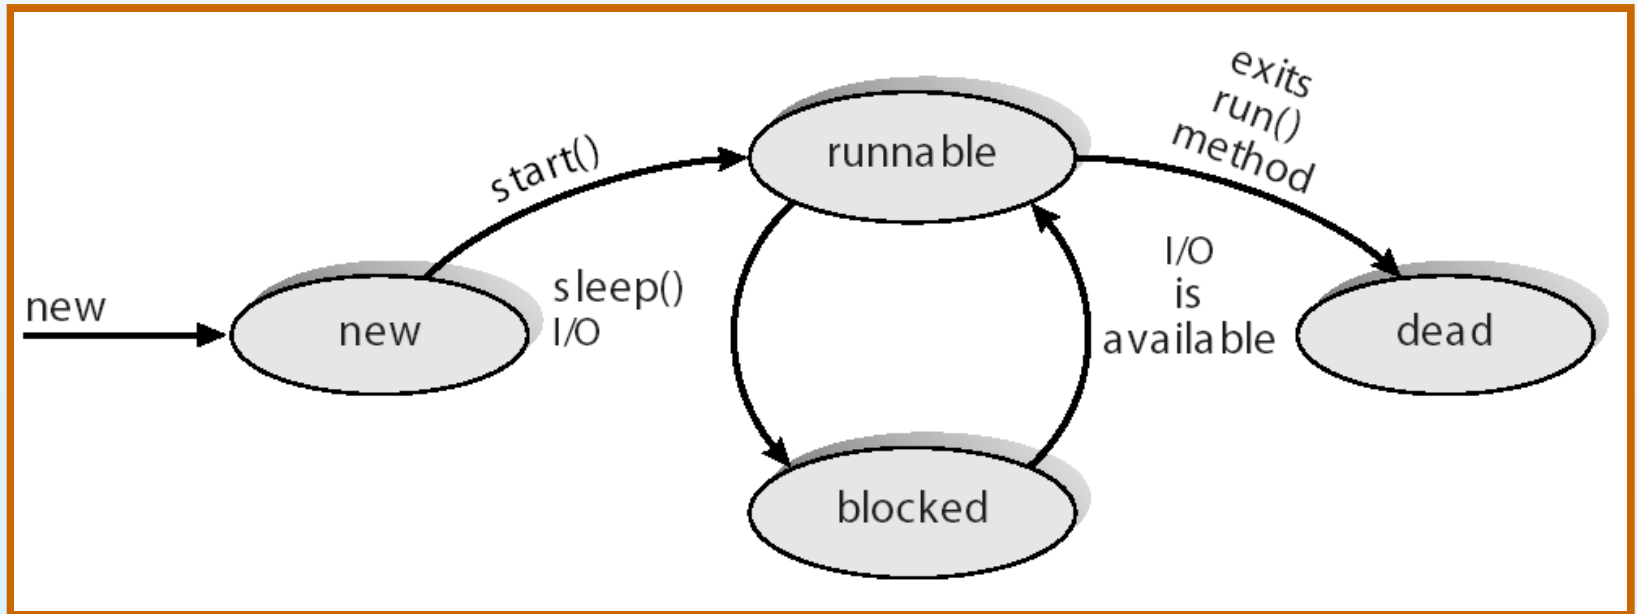 new
new
start()
sleep()
I/O
runnable
blocked
I/O
is
available
exits
run()
method
dead